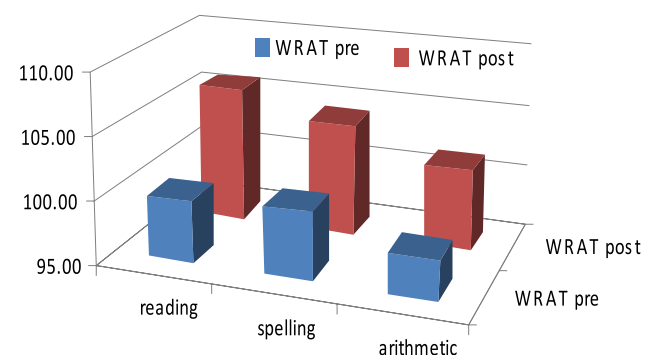 WRAT pre
WRAT post
110.00
105.00
100.00
95.00
WRAT post
WRAT pre
reading
spelling
arithmetic